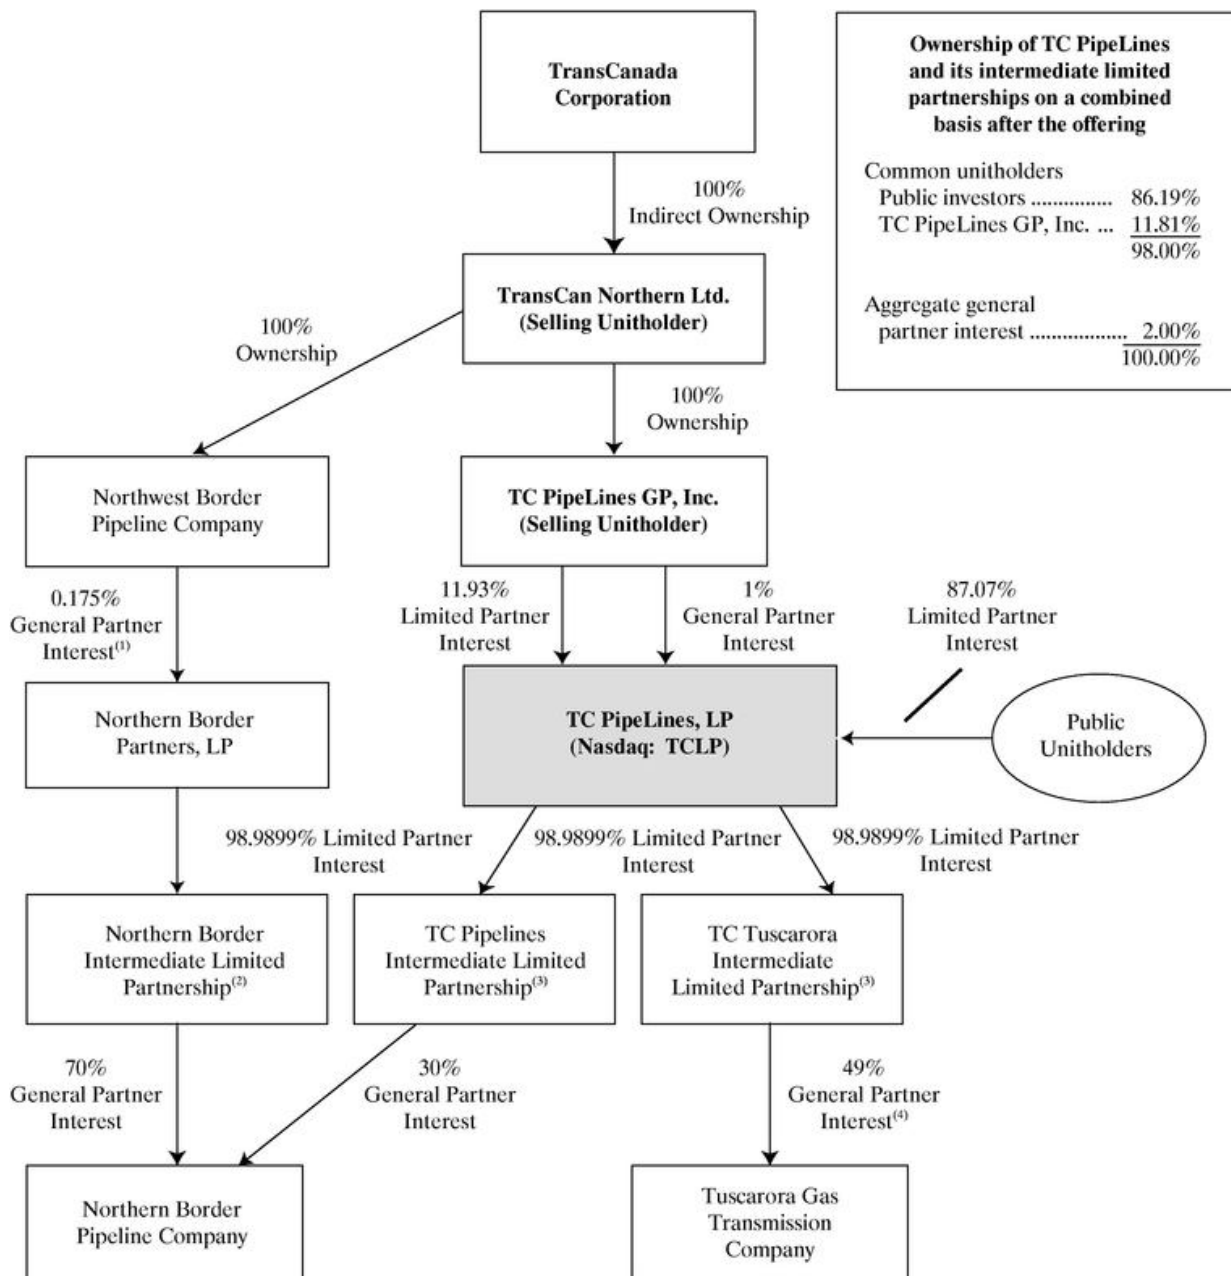 TransCanada
Corporation
Ownership of TC PipeLines
and its intermediate limited
partnerships on a combined
basis after the offering
Common unitholders
Public investors ............... 86.19%
TC PipeLines GP, Inc. ... 11.81%
98.00%
Aggregate general
partner interest .................. 2.00%
100.00%
100%
Indirect Ownership
TransCan Northern Ltd.
(Selling Unitholder)
100%
Ownership
100%
Ownership
Northwest Border
Pipeline Company
TC PipeLines GP, Inc.
(Selling Unitholder)
0.175%
General Partner
Interest(1)
11.93%
Limited Partner
Interest
1%
General Partner
Interest
87.07%
Limited Partner
Interest
Northern Border
Partners, LP
TC PipeLines, LP
(Nasdaq: TCLP)
Public
Unitholders
98.9899% Limited Partner
Interest
98.9899% Limited Partner
Interest
98.9899% Limited Partner
Interest
Northern Border
Intermediate Limited
Partnership(2)
TC Pipelines
Intermediate Limited
Partnership(3)
TC Tuscarora
Intermediate
Limited Partnership(3)
70%
General Partner
Interest
30%
General Partner
Interest
49%
General Partner
Interest(4)
Northern Border
Pipeline Company
Tuscarora Gas
Transmission
Company